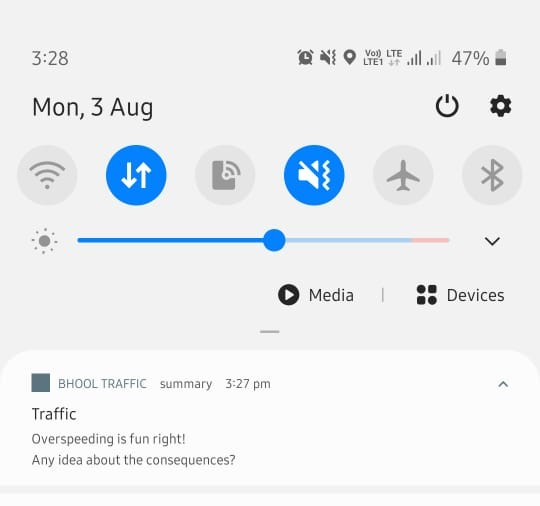 3:28
Vo)) LTE
LTE1
47%
Mon, 3 Aug
Media | Devices
BHOOL TRAFFIC summary 3:27 pm
Traffic
Overspeeding is fun right!
Any idea about the consequences?